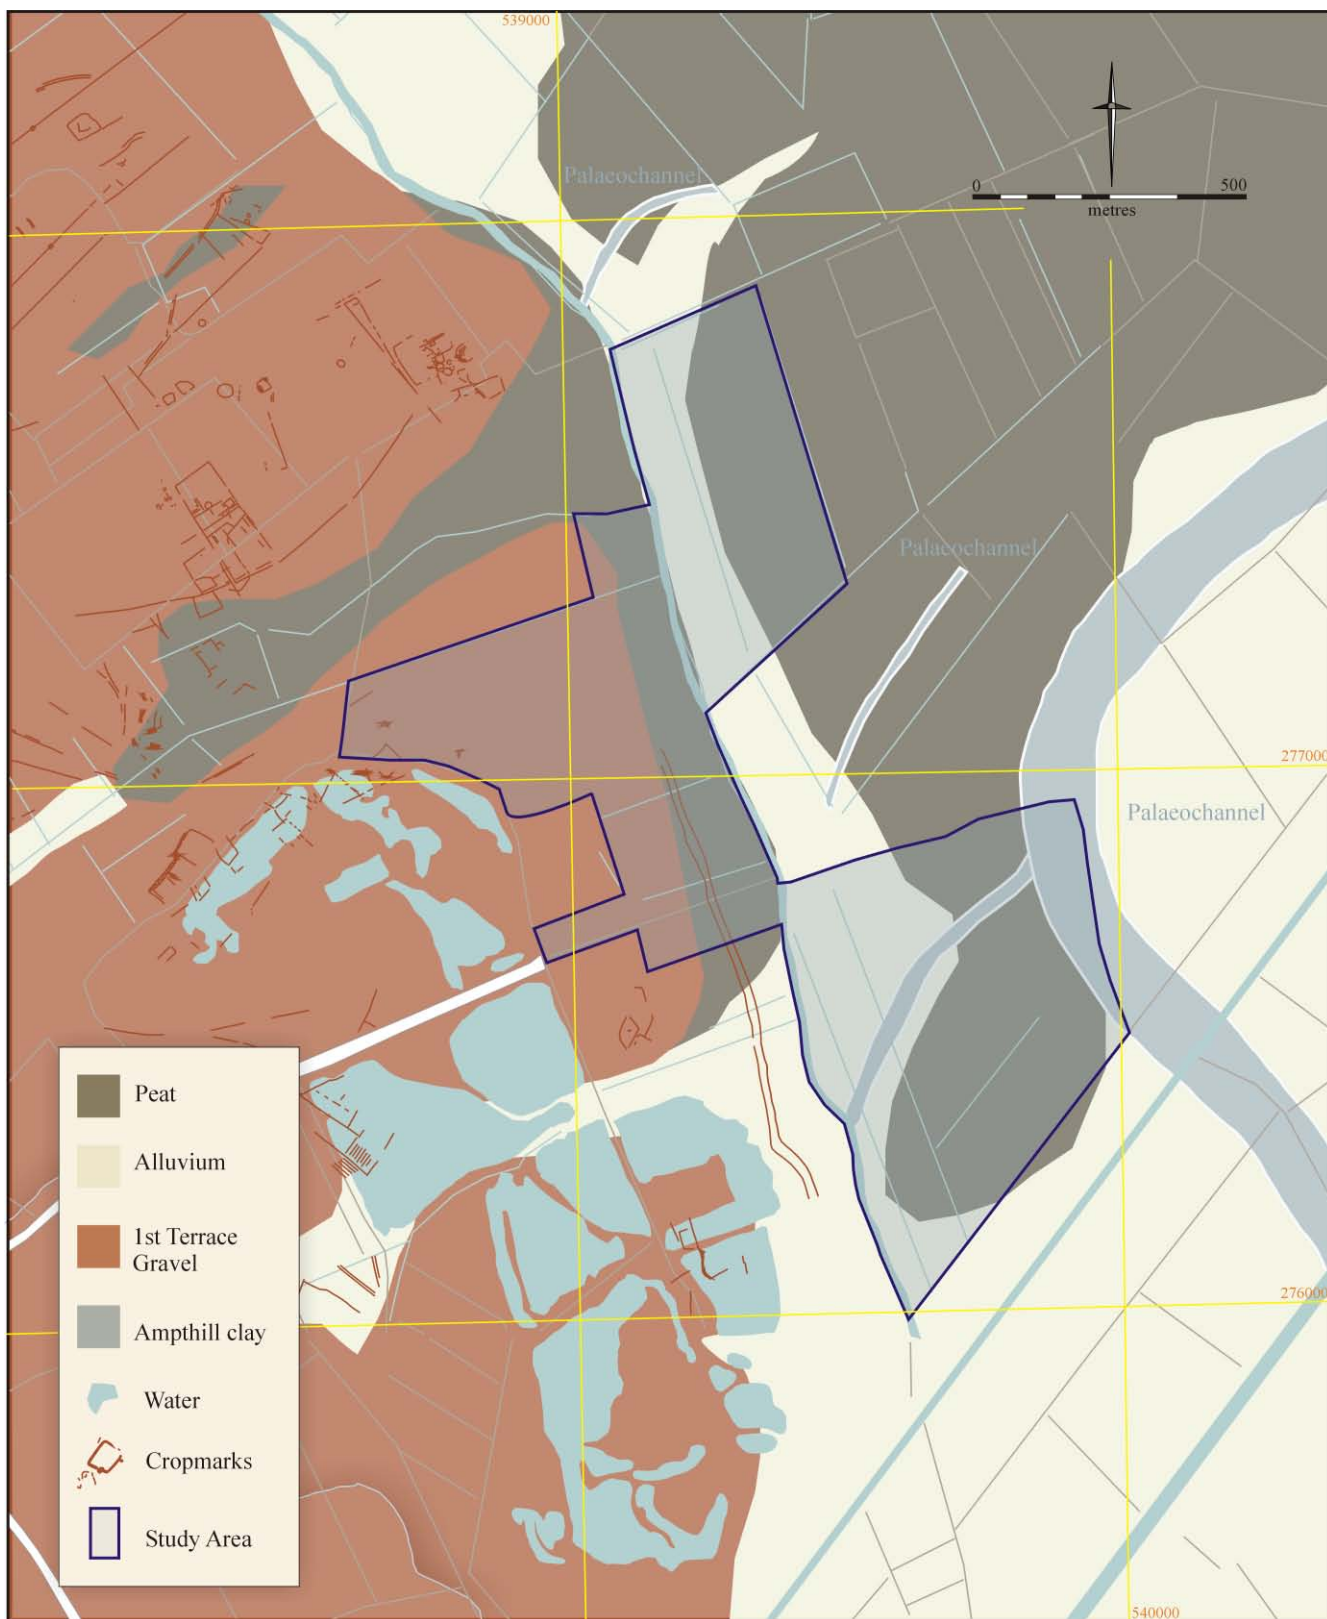 539000
Palaeochannel
0 500
metres
Palaeochannel
277000
Palaeochannel
Peat
Alluvium
1st Terrace
Gravel
Ampthill clay
276000
Water
Cropmarks
Study Area
540000